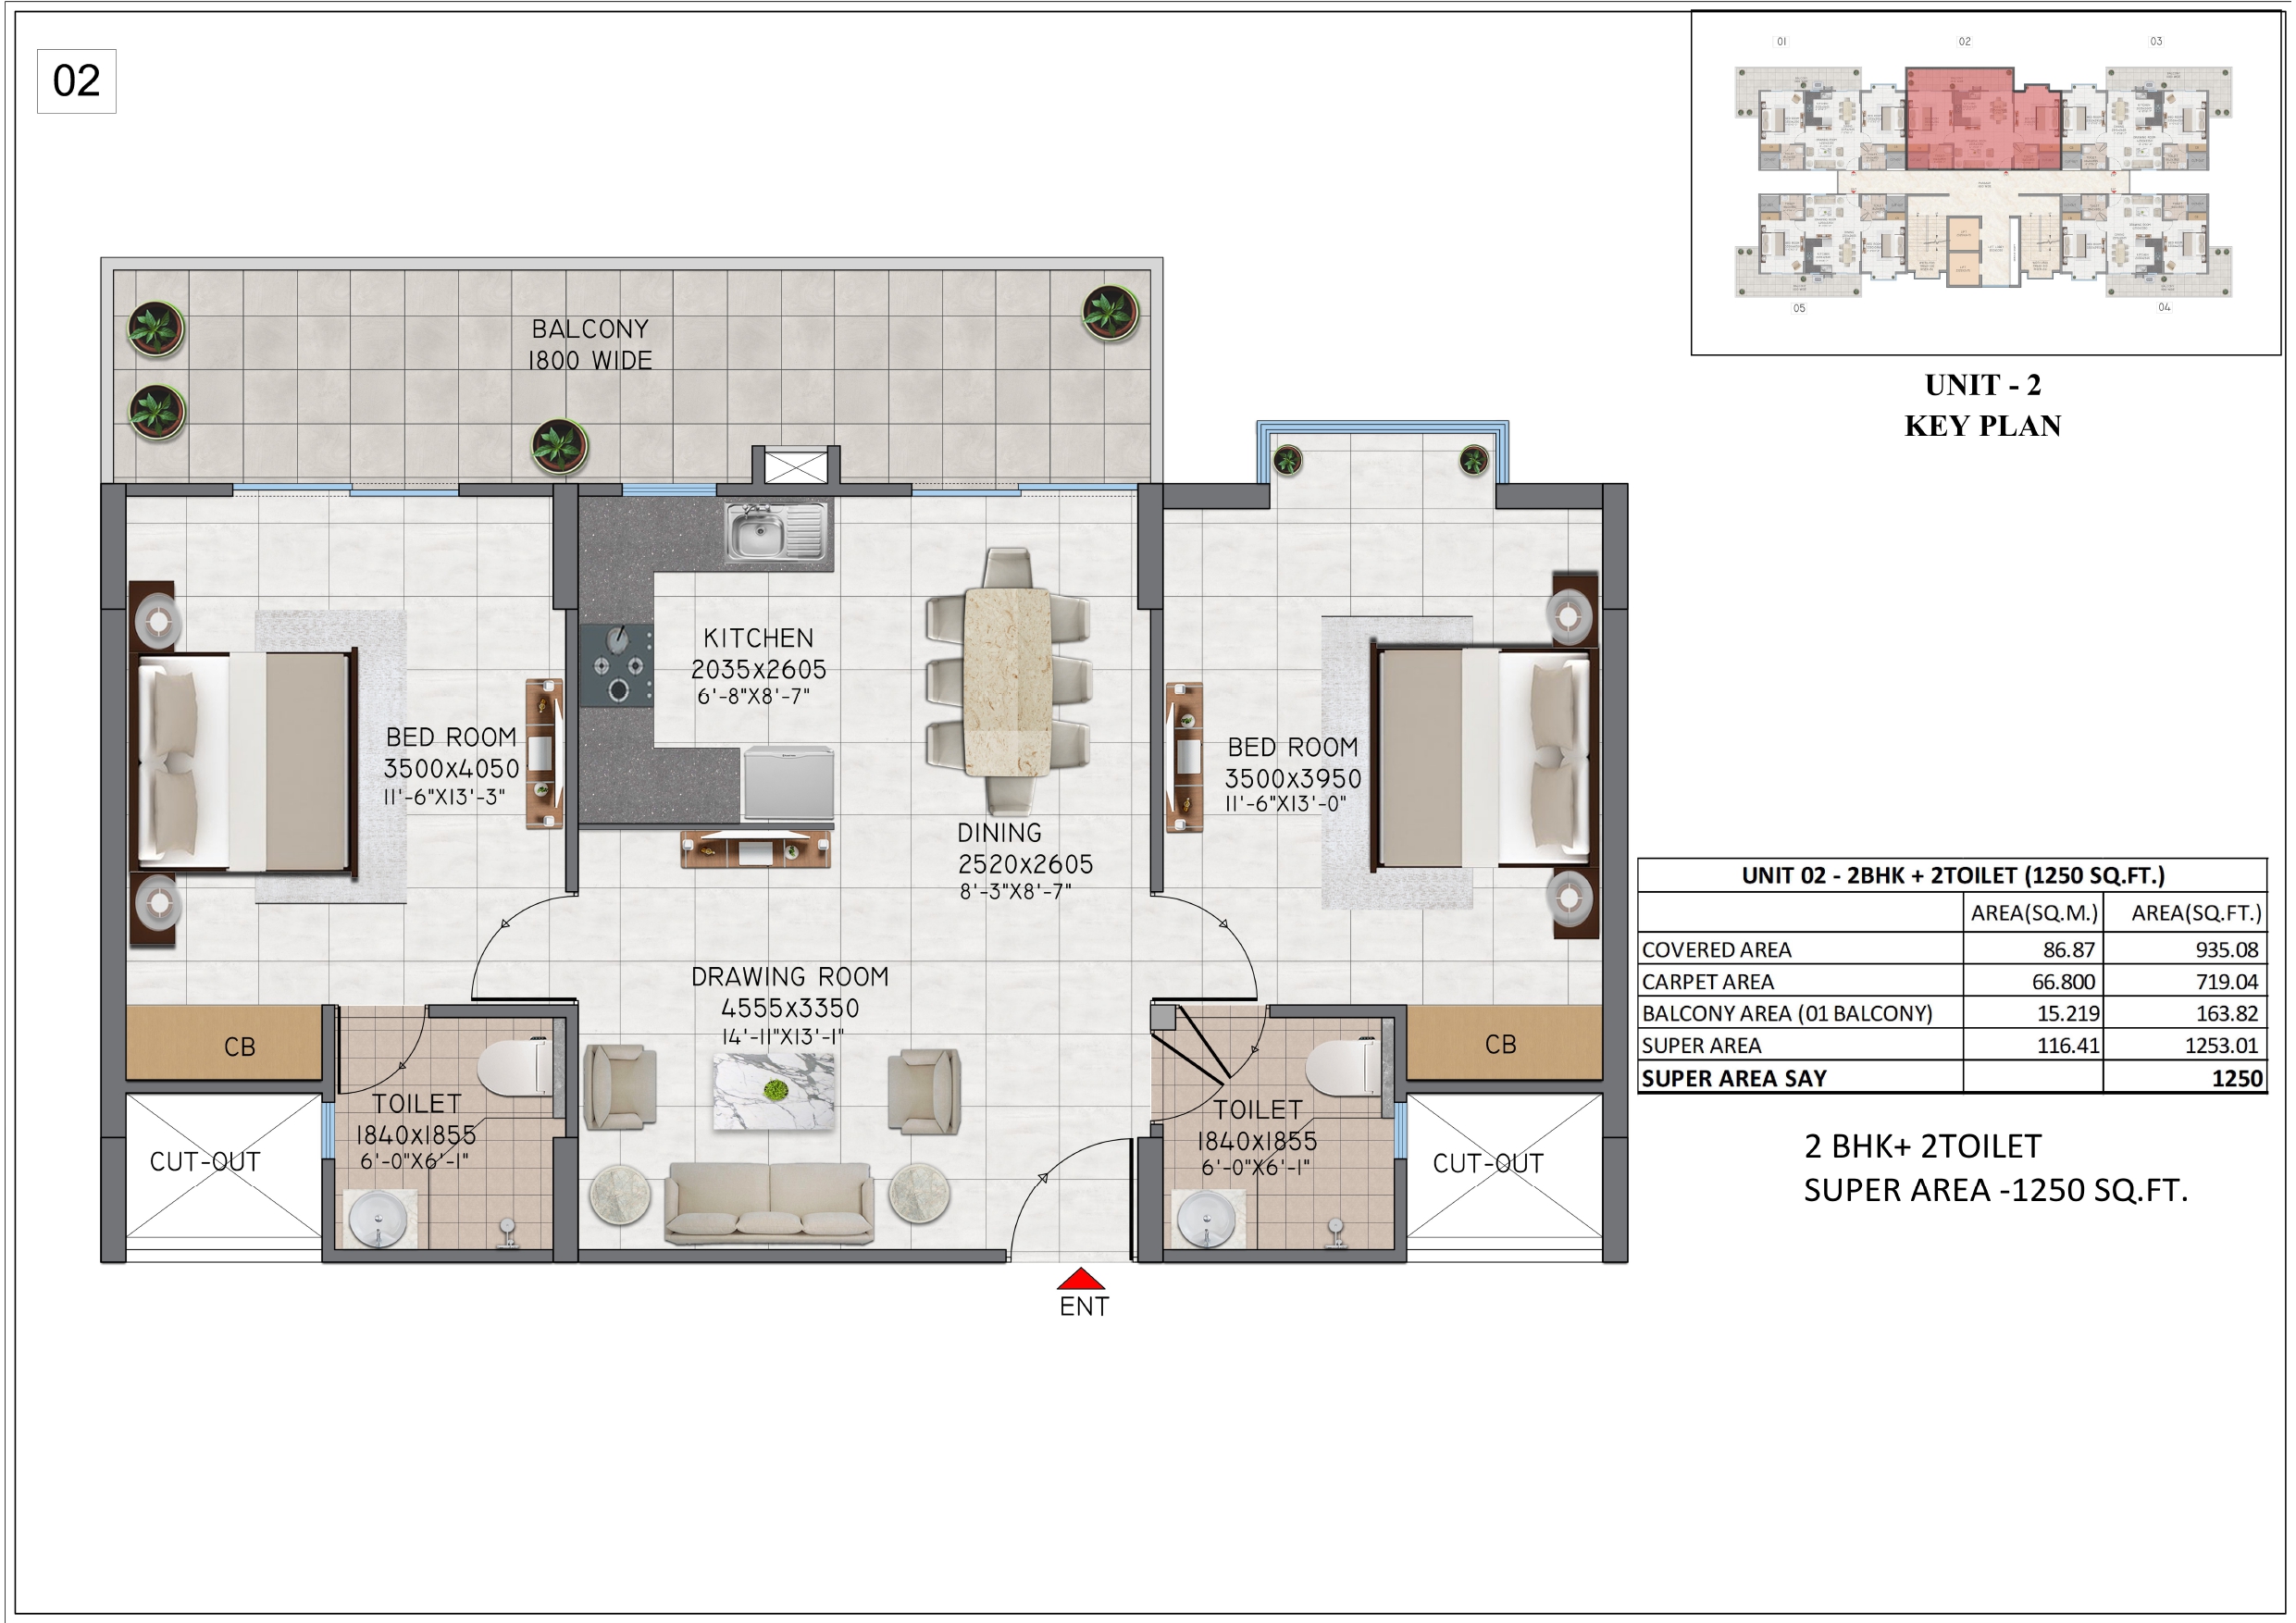 02
01
02
03
05
04
UNIT - 2
KEY PLAN
BALCONY
1800 WIDE
KITCHEN
2035x2605
6'-8"X8'-7"
BED ROOM
3500x4050
11'-6"X13'-3"
BED ROOM
3500x3950
11'-6"X13'-0"
DINING
2520x2605
8'-3"X8'-7"
DRAWING ROOM
4555x3350
14'-11"X13'-1"
CB
CB
TOILET
1840x1855
6'-0"X6'-1"
TOILET
1840x1855
6'-0"X6'-1"
CUT-OUT
CUT-OUT
ENT
UNIT 02 - 2BHK + 2TOILET (1250 SQ.FT.)
AREA(SQ.M.) AREA(SQ.FT.)
COVERED AREA 86.87 935.08
CARPET AREA 66.800 719.04
BALCONY AREA (01 BALCONY) 15.219 163.82
SUPER AREA 116.41 1253.01
SUPER AREA SAY 1250
2 BHK+ 2TOILET
SUPER AREA -1250 SQ.FT.